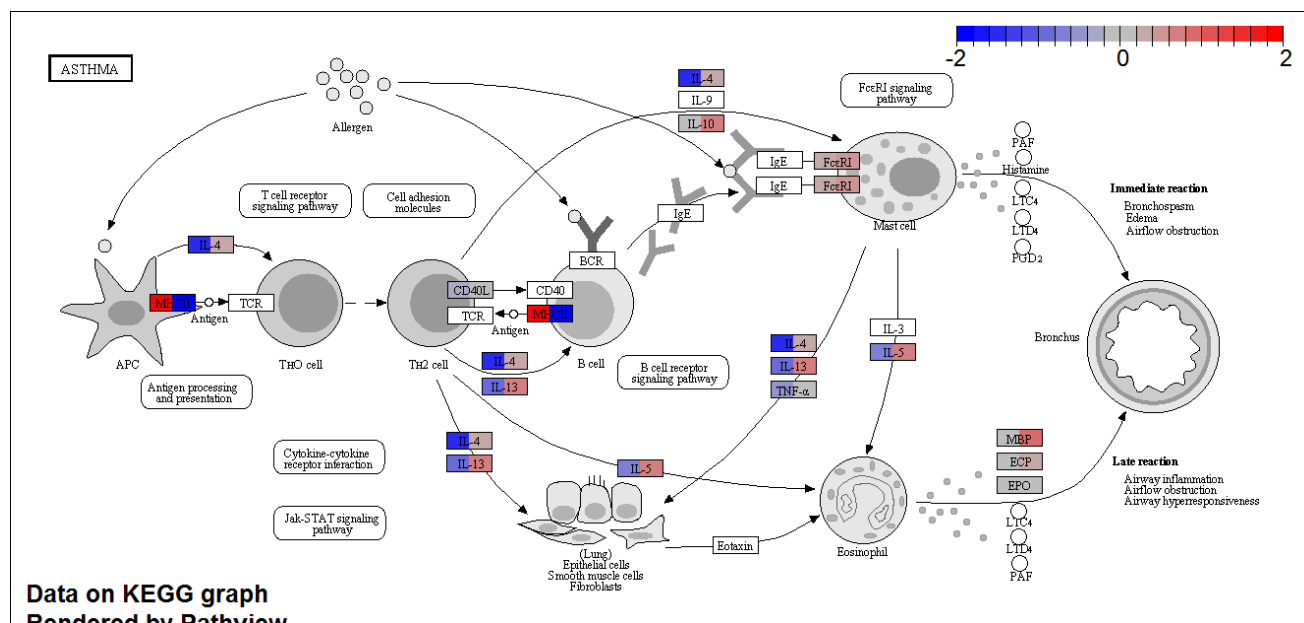 -2
0
2
ASTHMA
Allergen
IL-4
IL-9
IL-10
FcεRI signaling
pathway
IgE
FcεRI
IgE
FcεRI
Mast cell
PAF
Histamine
LTC4
LTD4
PGD2
Immediate reaction
Bronchospasm
Edema
Airflow obstruction
T cell receptor
signaling pathway
Cell adhesion
molecules
IgE
IL-4
BCR
MHCII
Antigen
TCR
CD40L
CD40
TCR
Antigen
MHCII
APC
TH0 cell
TH2 cell
B cell
IL-4
IL-13
Antigen processing
and presentation
B cell receptor
signaling pathway
IL-3
IL-5
IL-4
IL-13
TNF-α
Bronchus
Cytokine-cytokine
receptor interaction
IL-4
IL-13
IL-5
Jak-STAT signaling
pathway
(Lung)
Epithelial cells
Smooth muscle cells
Fibroblasts
Eotaxin
Eosinophil
MBP
ECP
EPO
LTC4
LTD4
PAF
Late reaction
Airway inflammation
Airflow obstruction
Airway hyperresponsiveness
Data on KEGG graph
Rendered by Pathview